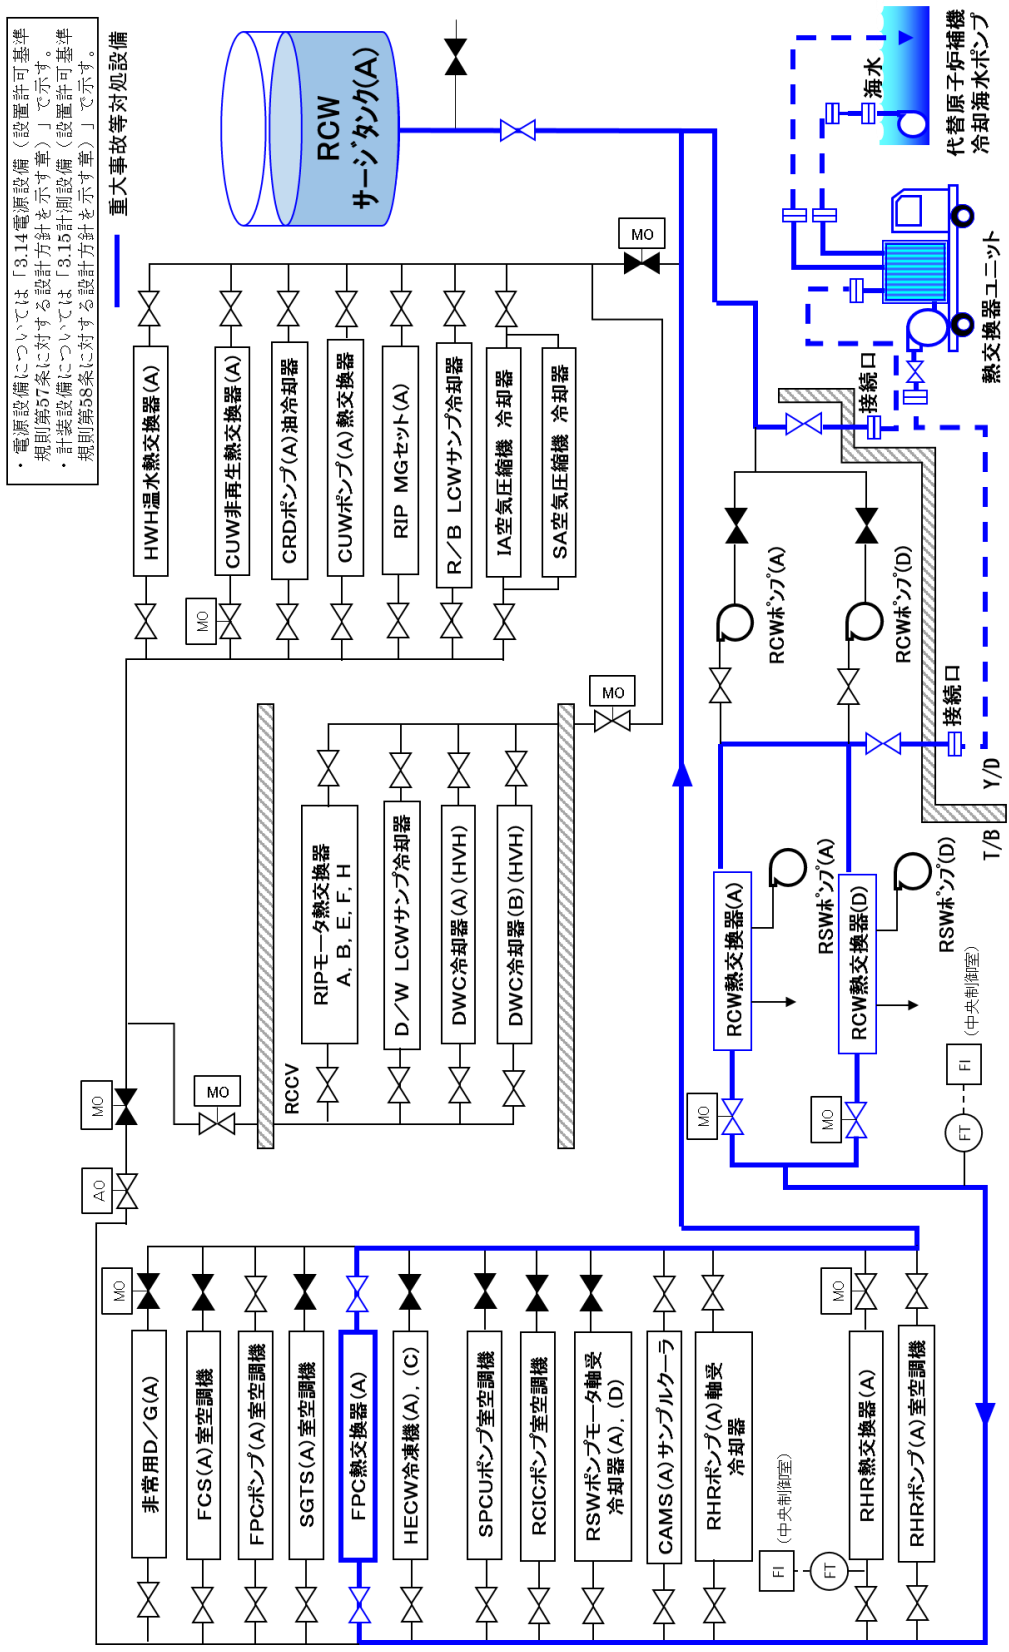 ・電源設備については「3.14電源設備（設置許可基準
規則第57条に対する設計方針を示す章）」で示す。
・計装設備については「3.15計測設備（設置許可基準
規則第58条に対する設計方針を示す章）」で示す。
重大事故等対処設備
RCW
サージタンク(A)
海水
代替原子炉補機
冷却海水ポンプ
熱交換器ユニット
MO
HWH温水熱交換器(A)
CUW非再生熱交換器(A)
MO
CRDポンプ(A)油冷却器
CUWポンプ(A)熱交換器
RIP MGセット(A)
R/B LCWサンプ冷却器
IA空気圧縮機 冷却器
SA空気圧縮機 冷却器
接続口
RCWポンプ(A)
RCWポンプ(D)
接続口
Y/D
T/B
MO
RIPモータ熱交換器
A, B, E, F, H
D/W LCWサンプ冷却器
DWC冷却器(A)(HVH)
DWC冷却器(B)(HVH)
RCCV
MO
MO
AO
RCW熱交換器(A)
RSWポンプ(A)
RCW熱交換器(D)
RSWポンプ(D)
MO
MO
FT
FI
(中央制御室)
MO
非常用D/G(A)
FCS(A)室空調機
FPCポンプ(A)室空調機
SGTS(A)室空調機
FPC熱交換器(A)
HECW冷凍機(A),(C)
SPCUポンプ室空調機
RCICポンプ室空調機
RSWポンプモータ軸受
冷却器(A),(D)
CAMS(A)サンプルクーラ
RHRポンプ(A)軸受
冷却器
MO
RHR熱交換器(A)
RHRポンプ(A)室空調機
FI
FT
(中央制御室)